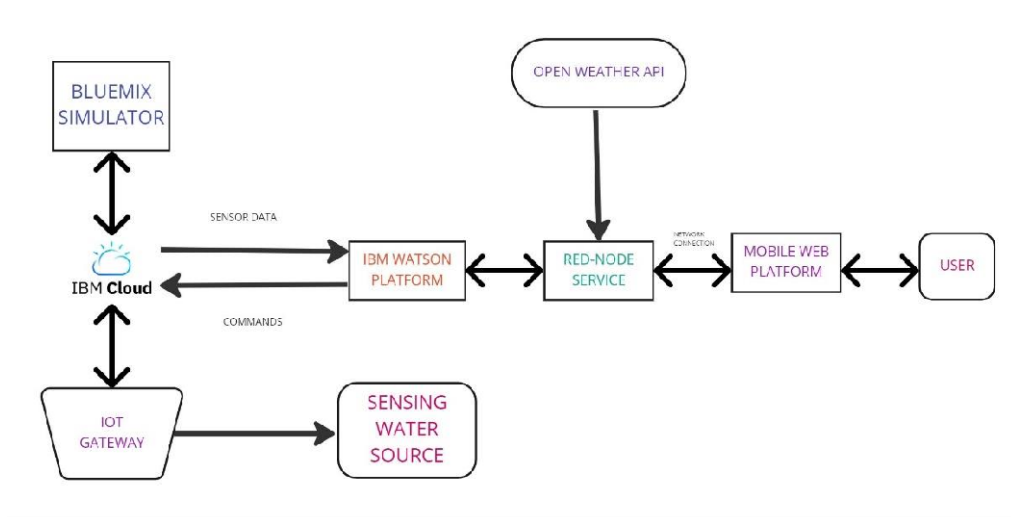 OPEN WEATHER API
BLUEMIX
SIMULATOR
SENSOR DATA
NETWORK
CONNECTION
IBM Cloud
IBM WATSON
PLATFORM
RED-NODE
SERVICE
MOBILE WEB
PLATFORM
USER
COMMANDS
IOT
GATEWAY
SENSING
WATER
SOURCE